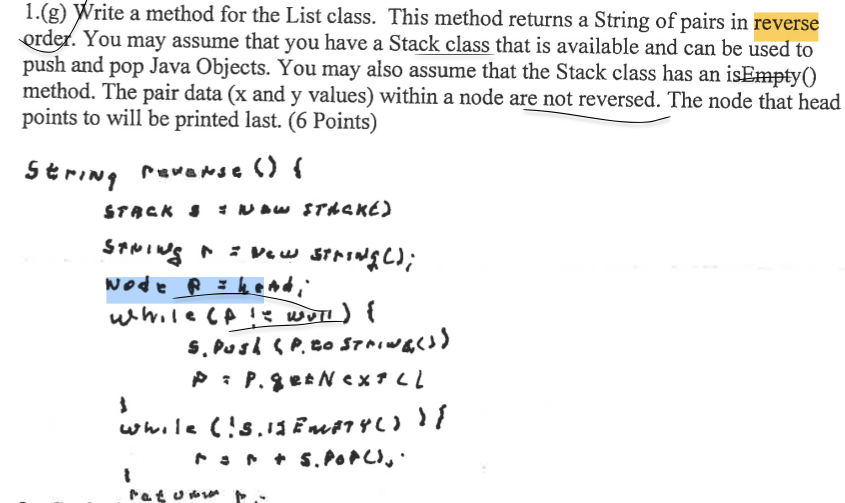 1.(g) Write a method for the List class. This method returns a String of pairs in reverse
order. You may assume that you have a Stack class that is available and can be used to
push and pop Java Objects. You may also assume that the Stack class has an isEmpty()
method. The pair data (x and y values) within a node are not reversed. The node that head
points to will be printed last. (6 Points)
String reverse() {
STACK s = New STACK()
String r = New String();
Node p = head;
while (p != null) {
s.Push (P.toString())
p = P.getNext()
}
while (!s.isEmpty()) {
r = r + s.Pop();
}
return r;